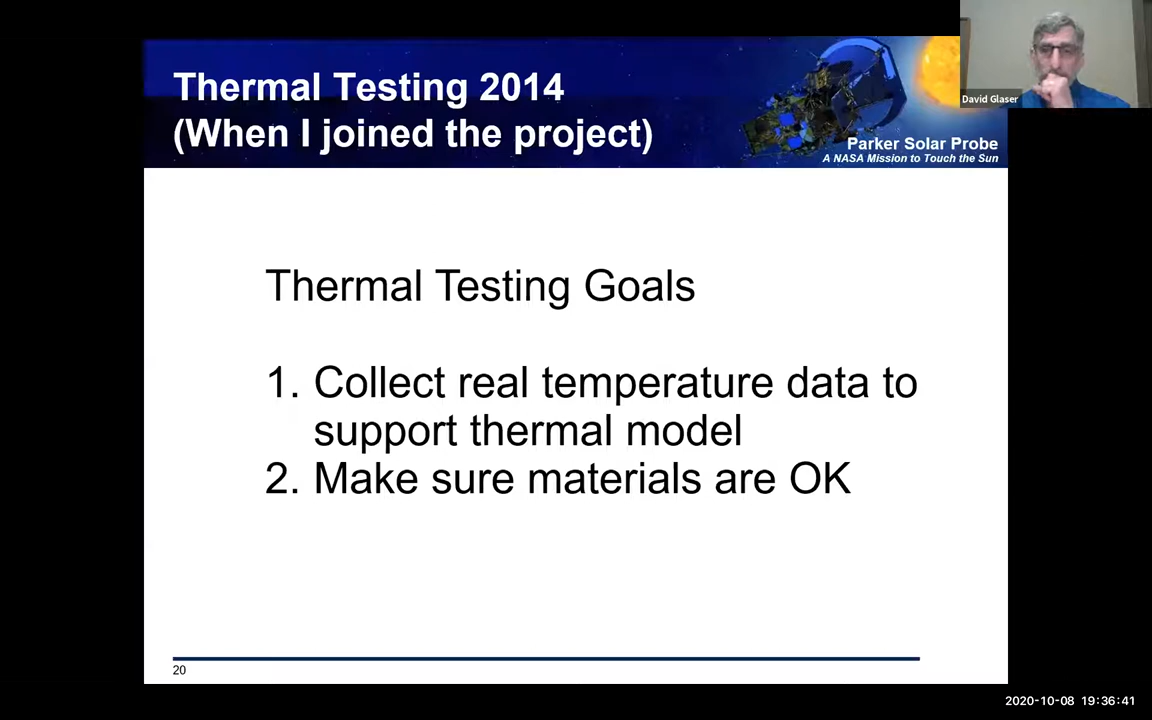 Thermal Testing 2014
(When I joined the project)
Parker Solar Probe
A NASA Mission to Touch the Sun
David Glaser
Thermal Testing Goals
1. Collect real temperature data to
support thermal model
2. Make sure materials are OK
20
2020-10-08 19:36:41